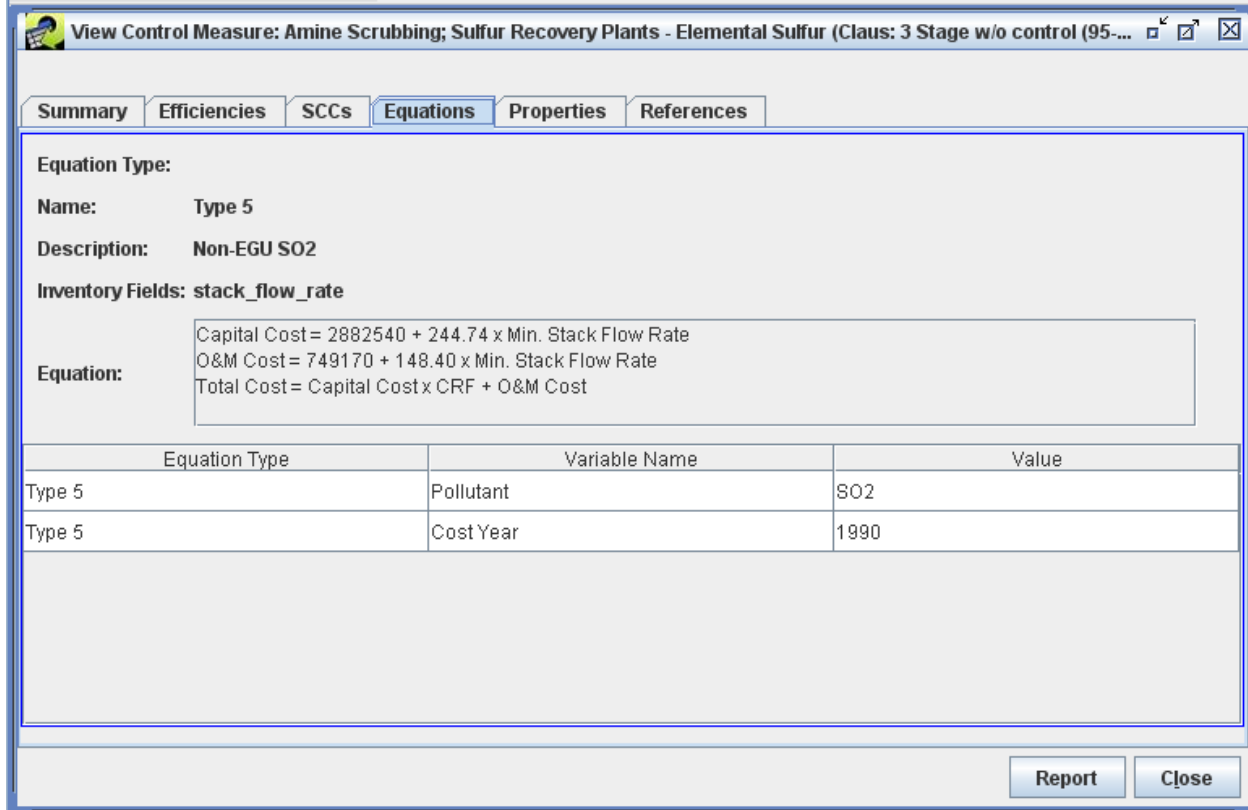 View Control Measure: Amine Scrubbing; Sulfur Recovery Plants - Elemental Sulfur (Claus: 3 Stage w/o control (95-...
Summary Efficiencies SCCs Equations Properties References
Equation Type:
Name: Type 5
Description: Non-EGU SO2
Inventory Fields: stack_flow_rate
Equation:
Capital Cost = 2882540 + 244.74 x Min. Stack Flow Rate
O&M Cost = 749170 + 148.40 x Min. Stack Flow Rate
Total Cost = Capital Cost x CRF + O&M Cost
Equation Type Variable Name Value
Type 5 Pollutant SO2
Type 5 Cost Year 1990
Report Close